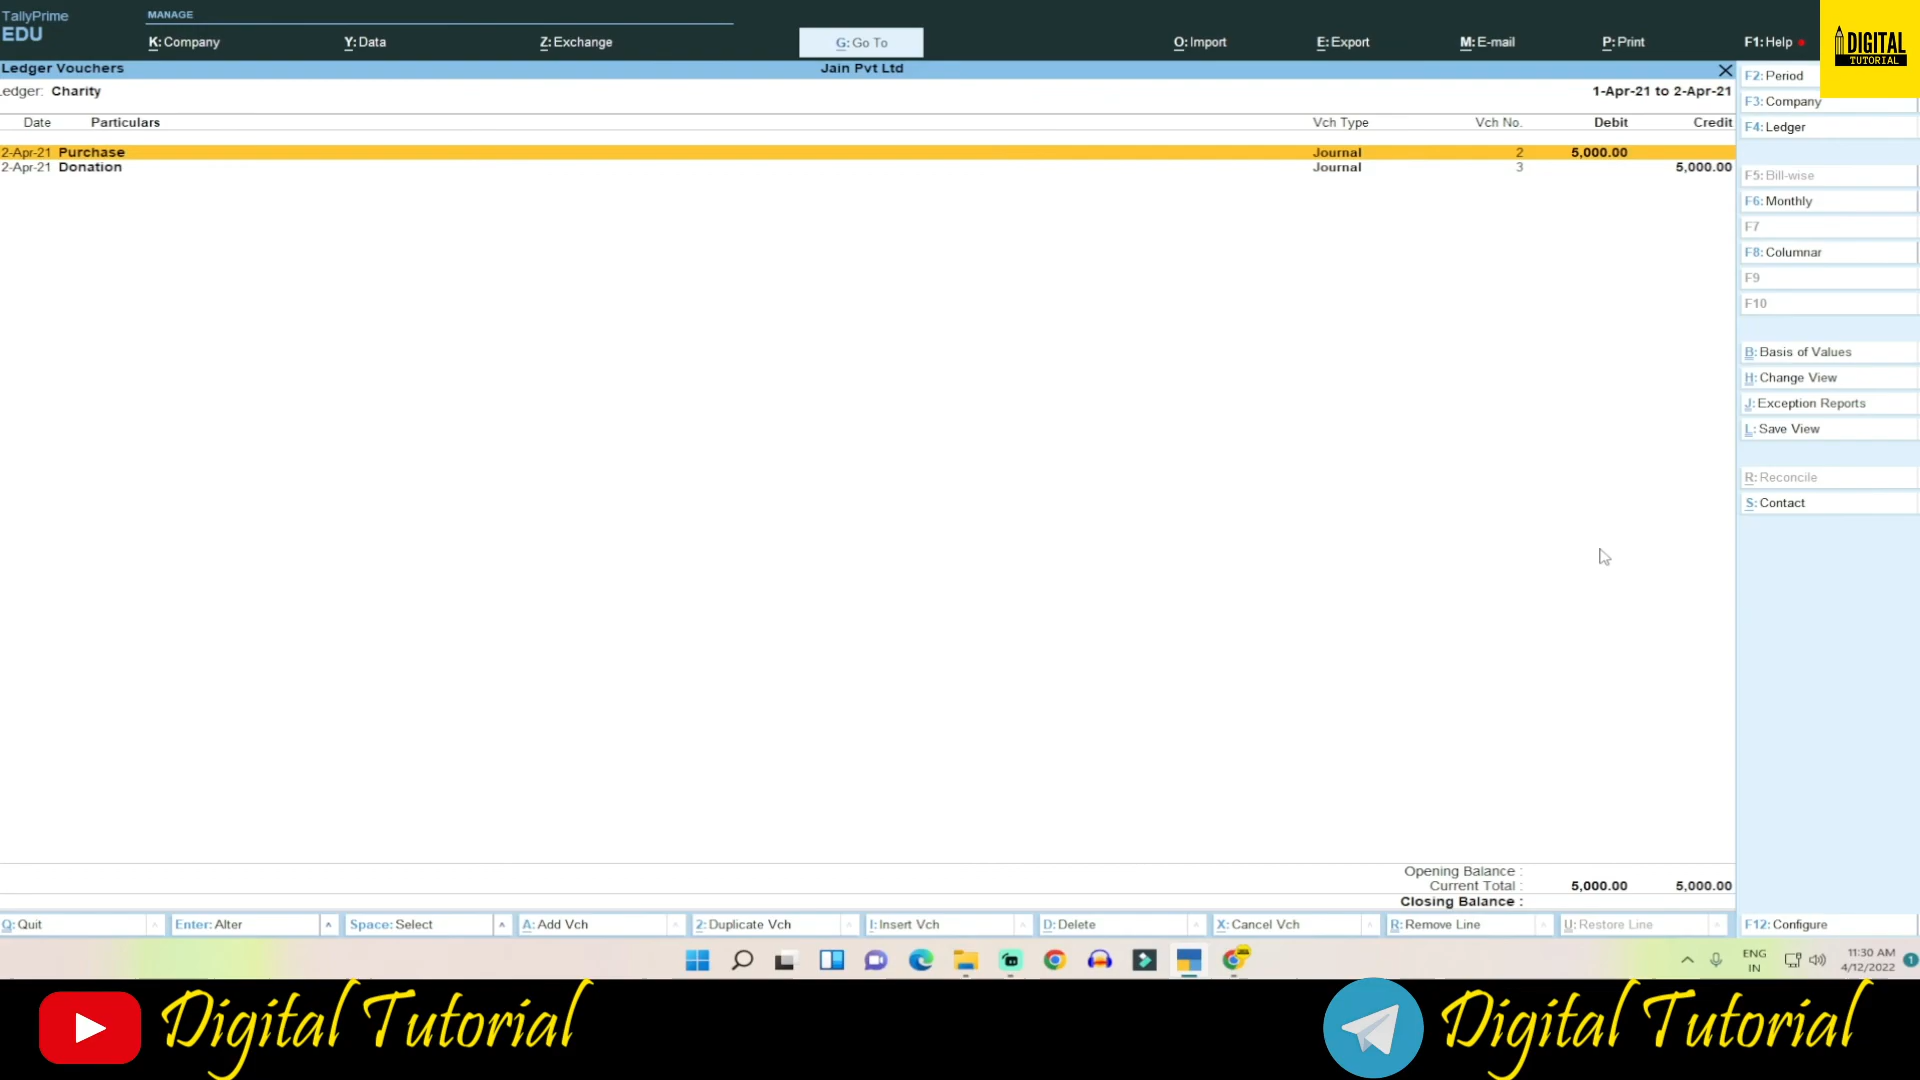 TallyPrime
EDU
MANAGE
K: Company
Y: Data
Z: Exchange
G: Go To
O: Import
E: Export
M: E-mail
P: Print
F1: Help
DIGITAL
TUTORIAL
Ledger Vouchers
Jain Pvt Ltd
edger: Charity
1-Apr-21 to 2-Apr-21
Date Particulars Vch Type Vch No. Debit Credit
2-Apr-21 Purchase Journal 2 5,000.00
2-Apr-21 Donation Journal 3 5,000.00
F2: Period
F3: Company
F4: Ledger
F5: Bill-wise
F6: Monthly
F7
F8: Columnar
F9
F10
B: Basis of Values
H: Change View
J: Exception Reports
L: Save View
R: Reconcile
S: Contact
Opening Balance :
Current Total : 5,000.00 5,000.00
Closing Balance :
Q: Quit
Enter: Alter
Space: Select
A: Add Vch
2: Duplicate Vch
I: Insert Vch
D: Delete
X: Cancel Vch
R: Remove Line
U: Restore Line
F12: Configure
ENG
IN
11:30 AM
4/12/2022
1
Digital Tutorial
Digital Tutorial